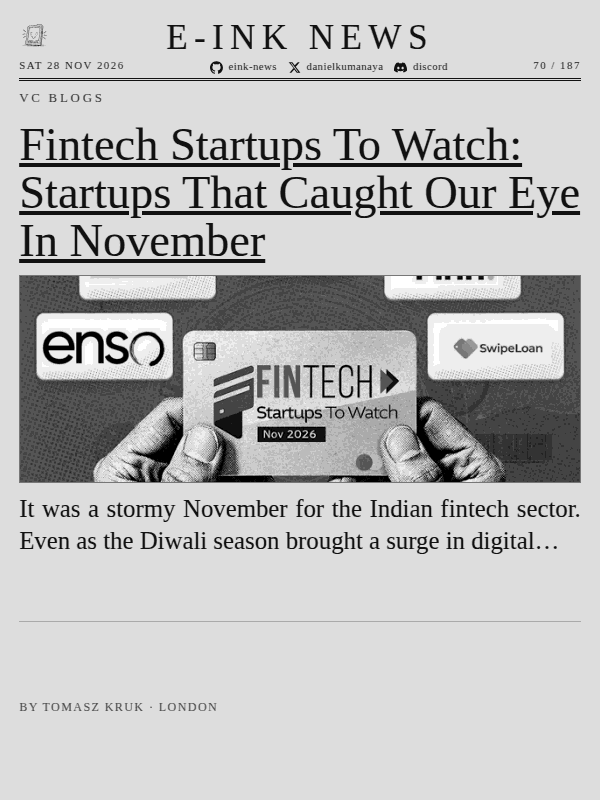 E-INK NEWS
SAT 28 NOV 2026
eink-news
danielkumanaya
discord
70 / 187
VC BLOGS
Fintech Startups To Watch:
Startups That Caught Our Eye
In November
enso
SwipeLoan
FINTECH
Startups To Watch
Nov 2026
It was a stormy November for the Indian fintech sector.
Even as the Diwali season brought a surge in digital…
BY TOMASZ KRUK · LONDON